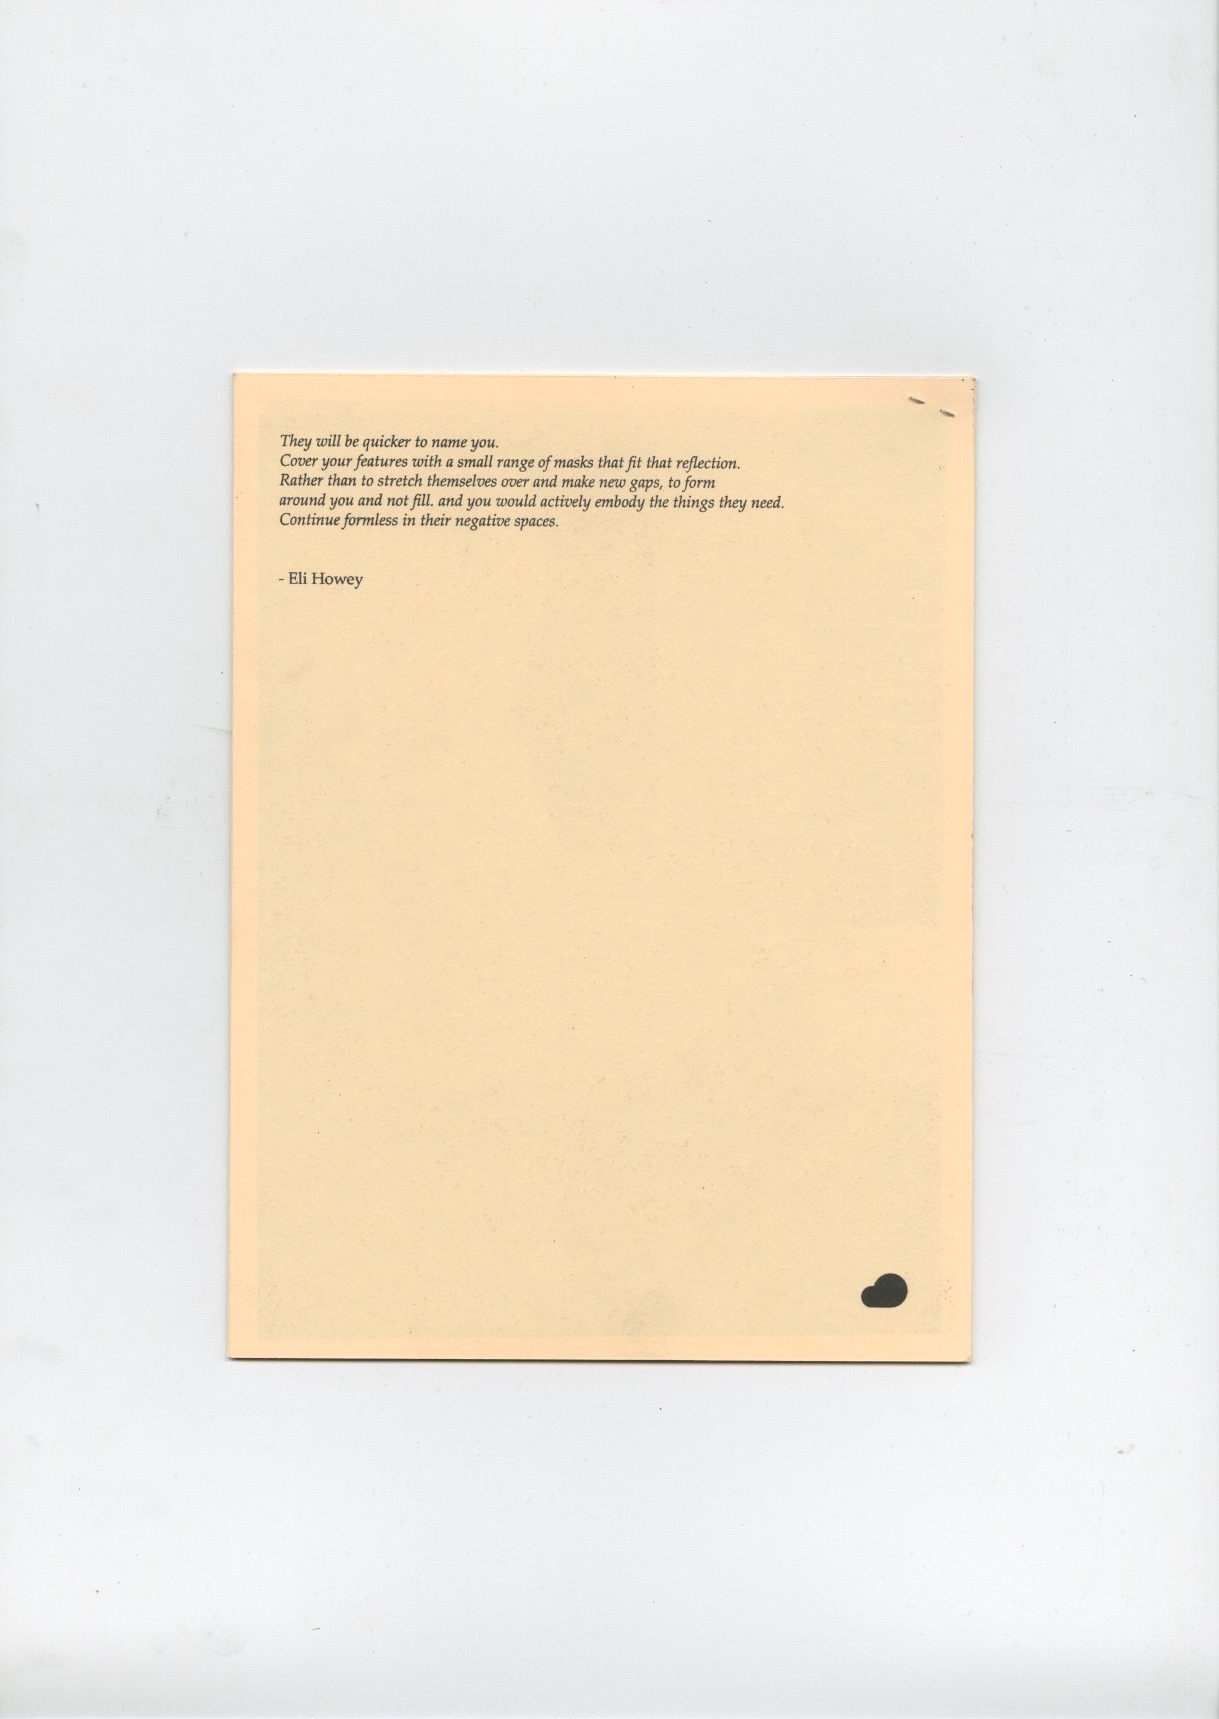 They will be quicker to name you.
Cover your features with a small range of masks that fit that reflection.
Rather than to stretch themselves over and make new gaps, to form
around you and not fill. and you would actively embody the things they need.
Continue formless in their negative spaces.
- Eli Howey